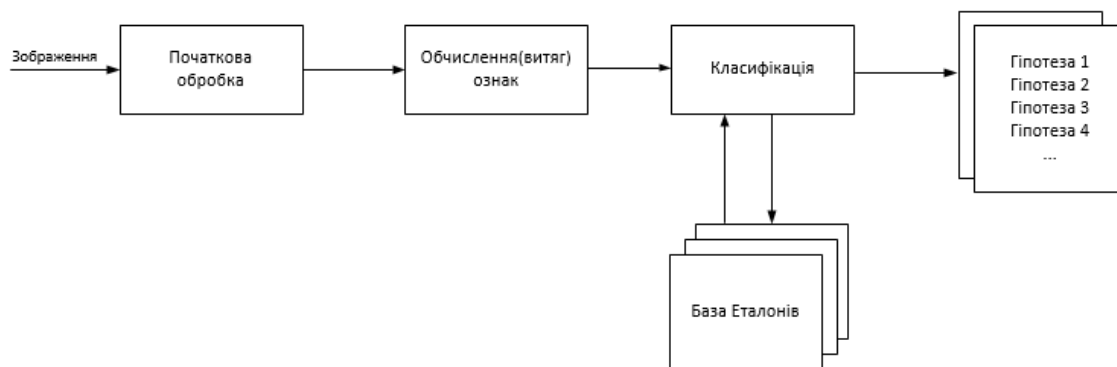 Зображення
Початкова
обробка
Обчислення(витяг)
ознак
Класифікація
Гіпотеза 1
Гіпотеза 2
Гіпотеза 3
Гіпотеза 4
...
База Еталонів